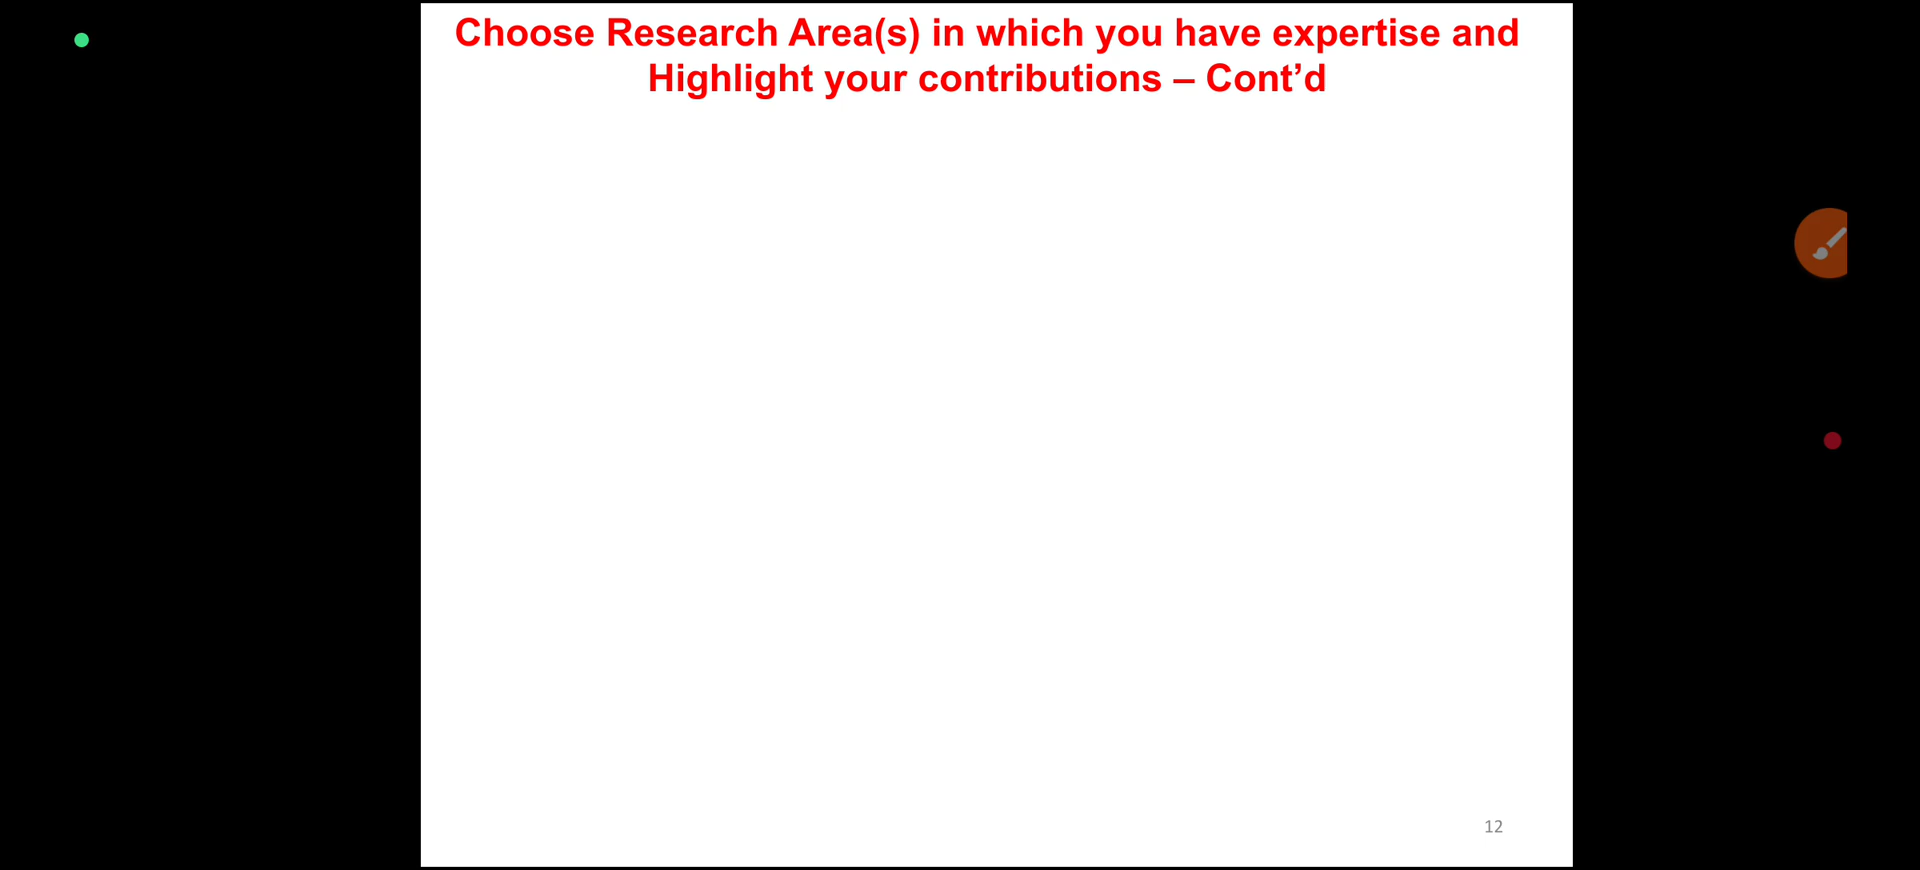 Choose Research Area(s) in which you have expertise and
Highlight your contributions – Cont’d
12